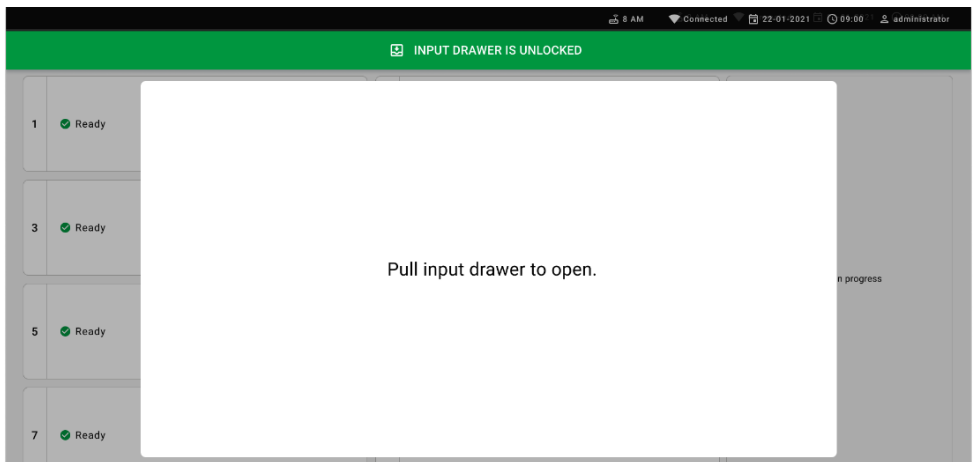 8 AM Connected 22-01-2021 09:00 administrator
INPUT DRAWER IS UNLOCKED
1 Ready
3 Ready
Pull input drawer to open.
n progress
5 Ready
7 Ready